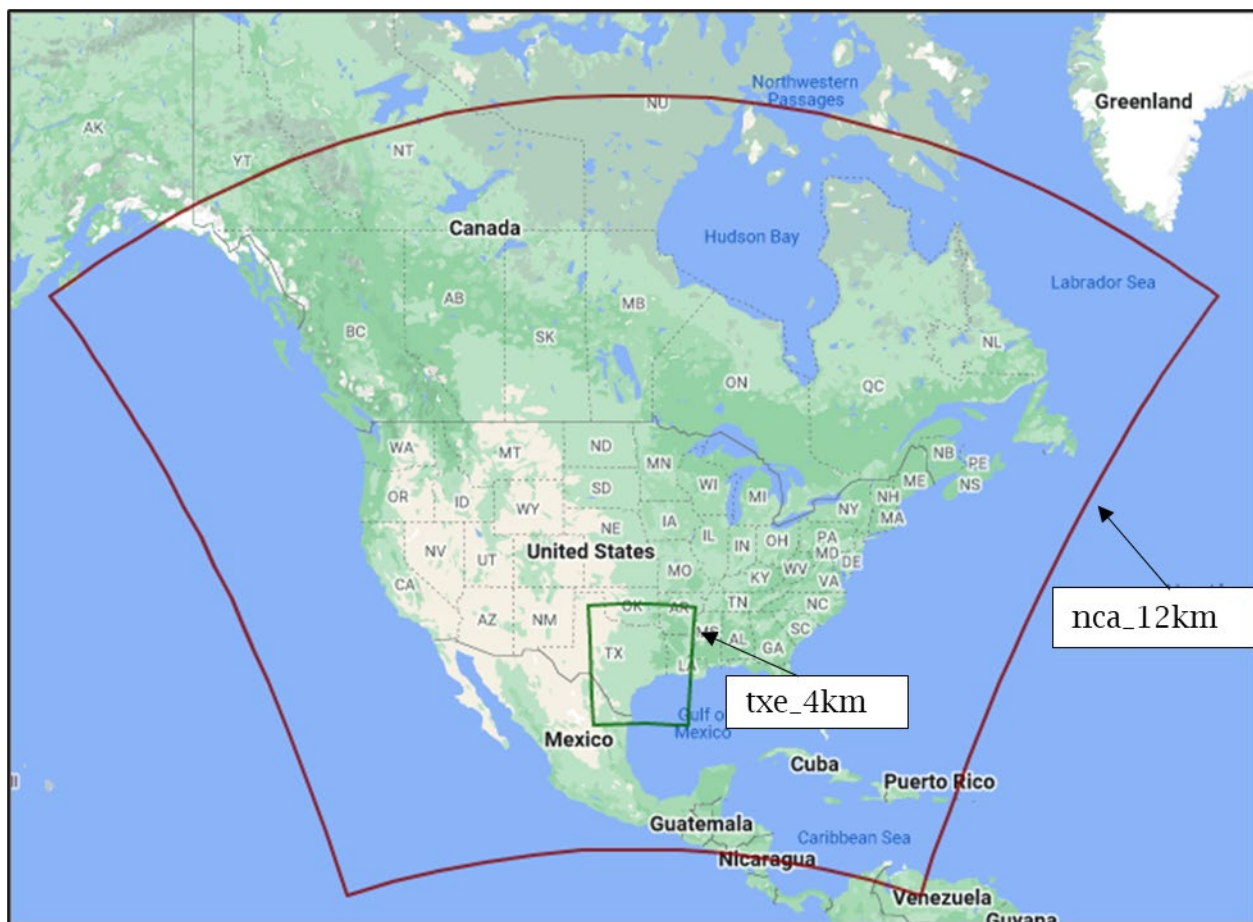 Northwestern
Passages
NU
Greenland
AK
YT
NT
Canada
Hudson Bay
Labrador Sea
AB
MB
BC
SK
NL
ON
QC
WA
MT
ND
MN
NB
PE
OR
ID
SD
WI
MI
ME
NS
WY
NY
NH
MA
NE
IA
IL
IN
OH
PA
MD
DE
NV
UT
United States
MO
KY
WV
VA
CA
AZ
NM
OK
AR
TN
NC
SC
MS
AL
GA
TX
LA
nca_12km
txe_4km
Gulf o
Mexico
Mexico
Cuba
Puerto Rico
Guatemala
Caribbean Sea
Nicaragua
Venezuela
Guyana